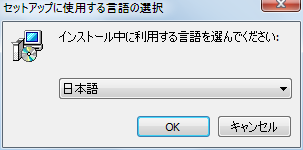 セットアップに使用する言語の選択
インストール中に利用する言語を選んでください:
日本語
OK
キャンセル